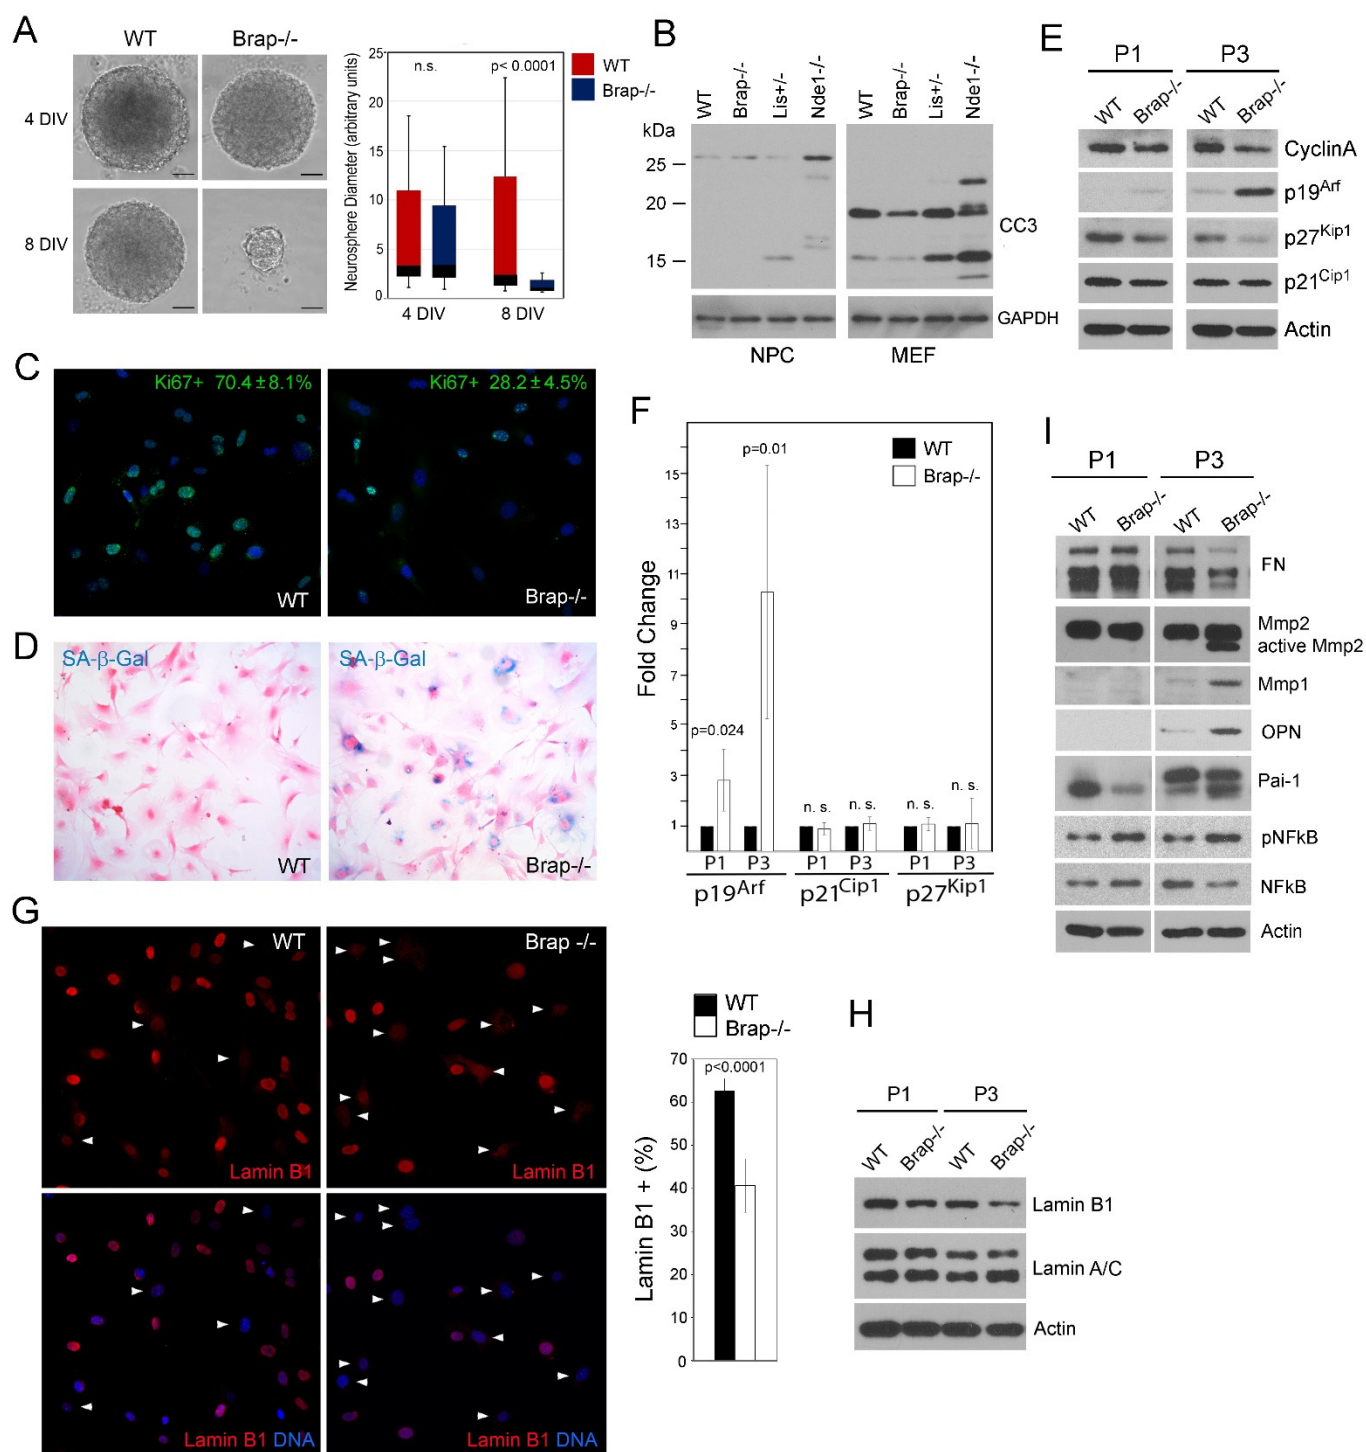 A
WT
Brap-/-
4 DIV
8 DIV
Neurosphere Diameter (arbitrary units)
25
20
15
10
5
0
n.s.
p< 0.0001
WT
Brap-/-
4 DIV
8 DIV
B
WT
Brap-/-
Lis+/-
Nde1-/-
WT
Brap-/-
Lis+/-
Nde1-/-
kDa
25
20
15
CC3
GAPDH
NPC
MEF
E
P1
P3
WT
Brap-/-
WT
Brap-/-
CyclinA
p19Arf
p27Kip1
p21Cip1
Actin
C
Ki67+ 70.4±8.1%
WT
Ki67+ 28.2±4.5%
Brap-/-
D
SA-β-Gal
WT
SA-β-Gal
Brap-/-
F
Fold Change
15
13
11
9
7
5
3
1
WT
Brap-/-
p=0.024
p=0.01
n. s.
n. s.
n. s.
n. s.
P1
P3
P1
P3
P1
P3
p19Arf
p21Cip1
p27Kip1
I
P1
P3
WT
Brap-/-
WT
Brap-/-
FN
Mmp2
active Mmp2
Mmp1
OPN
Pai-1
pNFkB
NFkB
Actin
G
WT
Lamin B1
Brap -/-
Lamin B1
Lamin B1 DNA
Lamin B1 DNA
WT
Brap-/-
Lamin B1 + (%)
70
60
50
40
30
20
10
0
p<0.0001
H
P1
P3
WT
Brap-/-
WT
Brap-/-
Lamin B1
Lamin A/C
Actin